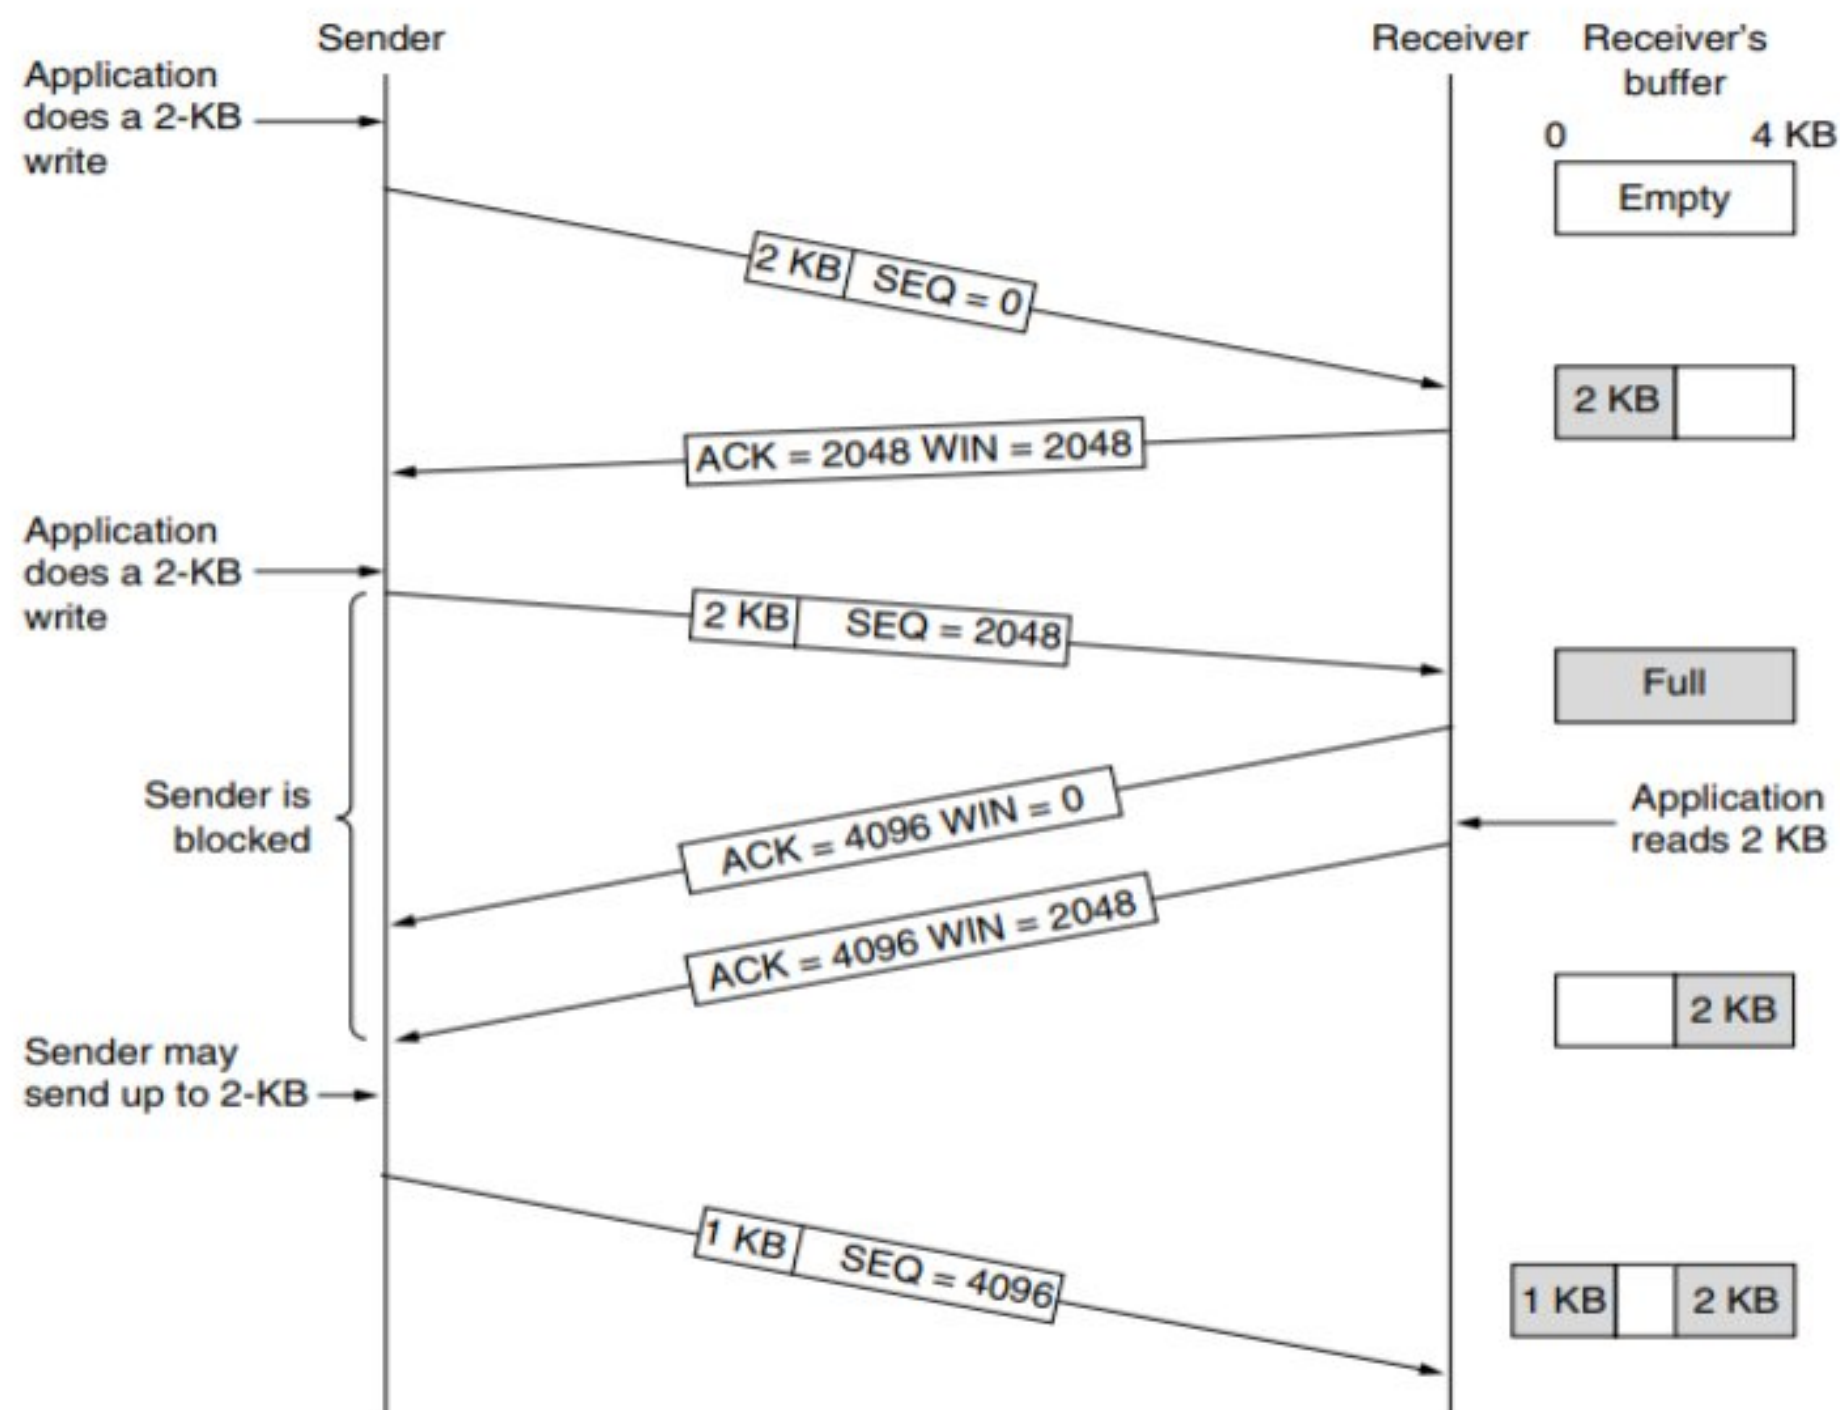 Sender
Receiver
Receiver's
buffer
Application
does a 2-KB
write
0
4 KB
Empty
2 KB
SEQ = 0
2 KB
ACK = 2048 WIN = 2048
Application
does a 2-KB
write
2 KB
SEQ = 2048
Full
Sender is
blocked
ACK = 4096 WIN = 0
Application
reads 2 KB
ACK = 4096 WIN = 2048
2 KB
Sender may
send up to 2-KB
1 KB
SEQ = 4096
1 KB
2 KB